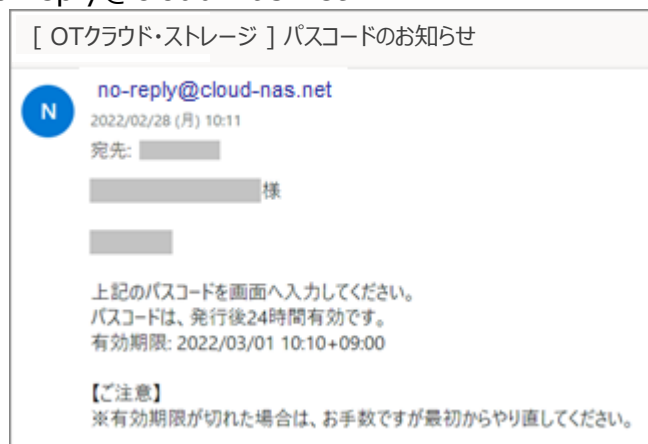 [ OTクラウド・ストレージ ] パスコードのお知らせ
N
no-reply@cloud-nas.net
2022/02/28 (月) 10:11
宛先:
様
上記のパスコードを画面へ入力してください。
パスコードは、発行後24時間有効です。
有効期限: 2022/03/01 10:10+09:00
【ご注意】
※有効期限が切れた場合は、お手数ですが最初からやり直してください。